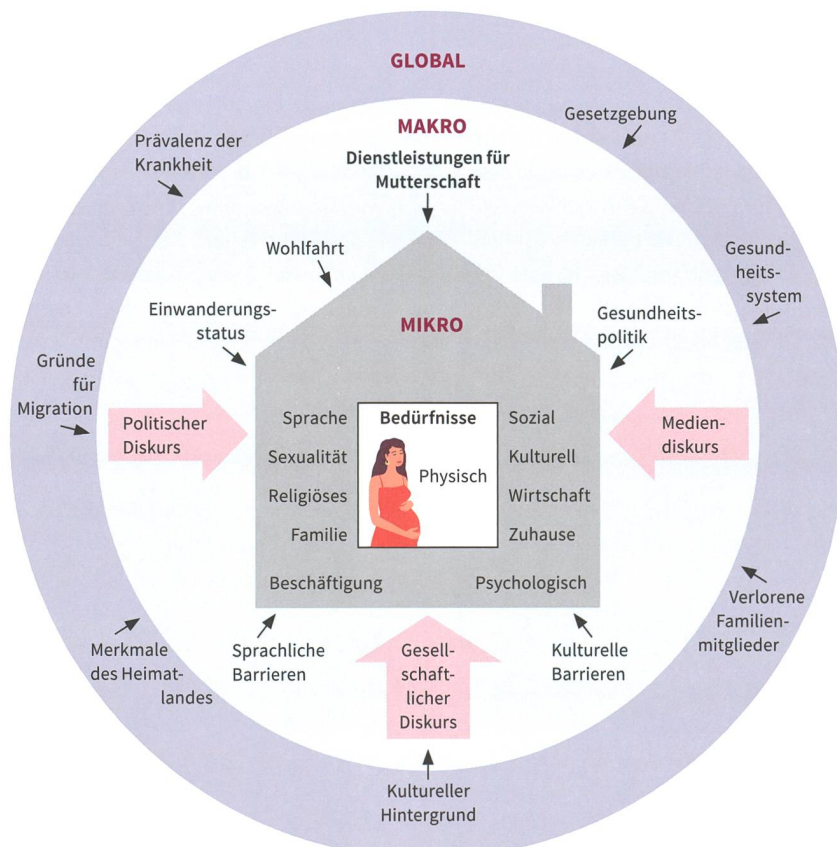 GLOBAL
MAKRO
Dienstleistungen für
Mutterschaft
Gesetzgebung
Prävalenz der
Krankheit
Wohlfahrt
Gesund-
heits-
system
Einwanderungs-
status
MIKRO
Gesundheits-
politik
Gründe
für
Migration
Politischer
Diskurs
Sprache
Sexualität
Religiöses
Familie
Bedürfnisse
Physisch
Sozial
Kulturell
Wirtschaft
Zuhause
Medien-
diskurs
Beschäftigung
Psychologisch
Merkmale
des Heimat-
landes
Sprachliche
Barrieren
Gesell-
schaft-
licher
Diskurs
Kulturelle
Barrieren
Verlorene
Familien-
mitglieder
Kultureller
Hintergrund